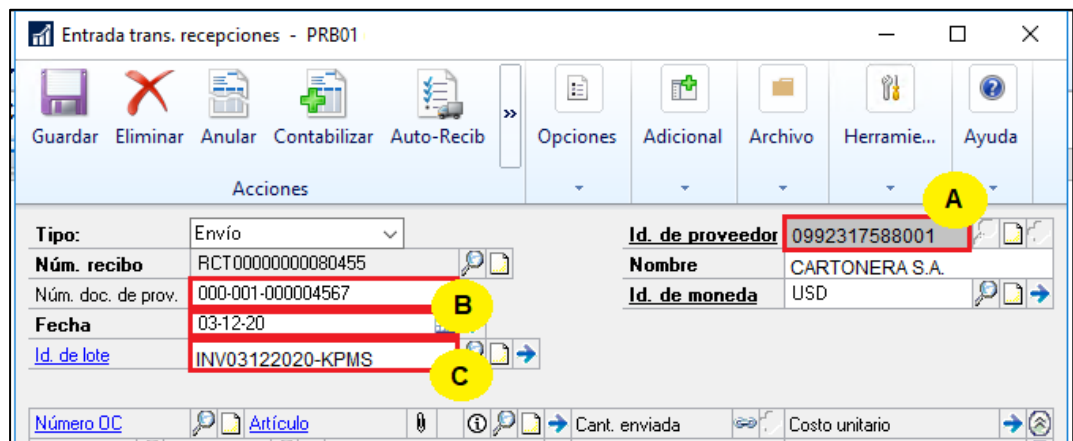 Entrada trans. recepciones - PRB01
Guardar Eliminar Anular Contabilizar Auto-Recib » Opciones Adicional Archivo Herramie... Ayuda
Acciones
A
Tipo: Envío Id. de proveedor 0992317588001
Núm. recibo RCT00000000080455 Nombre CARTONERA S.A.
Núm. doc. de prov. 000-001-000004567 B Id. de moneda USD
Fecha 03-12-20
Id. de lote INV03122020-KPMS
C
Número OC Artículo Cant. enviada Costo unitario